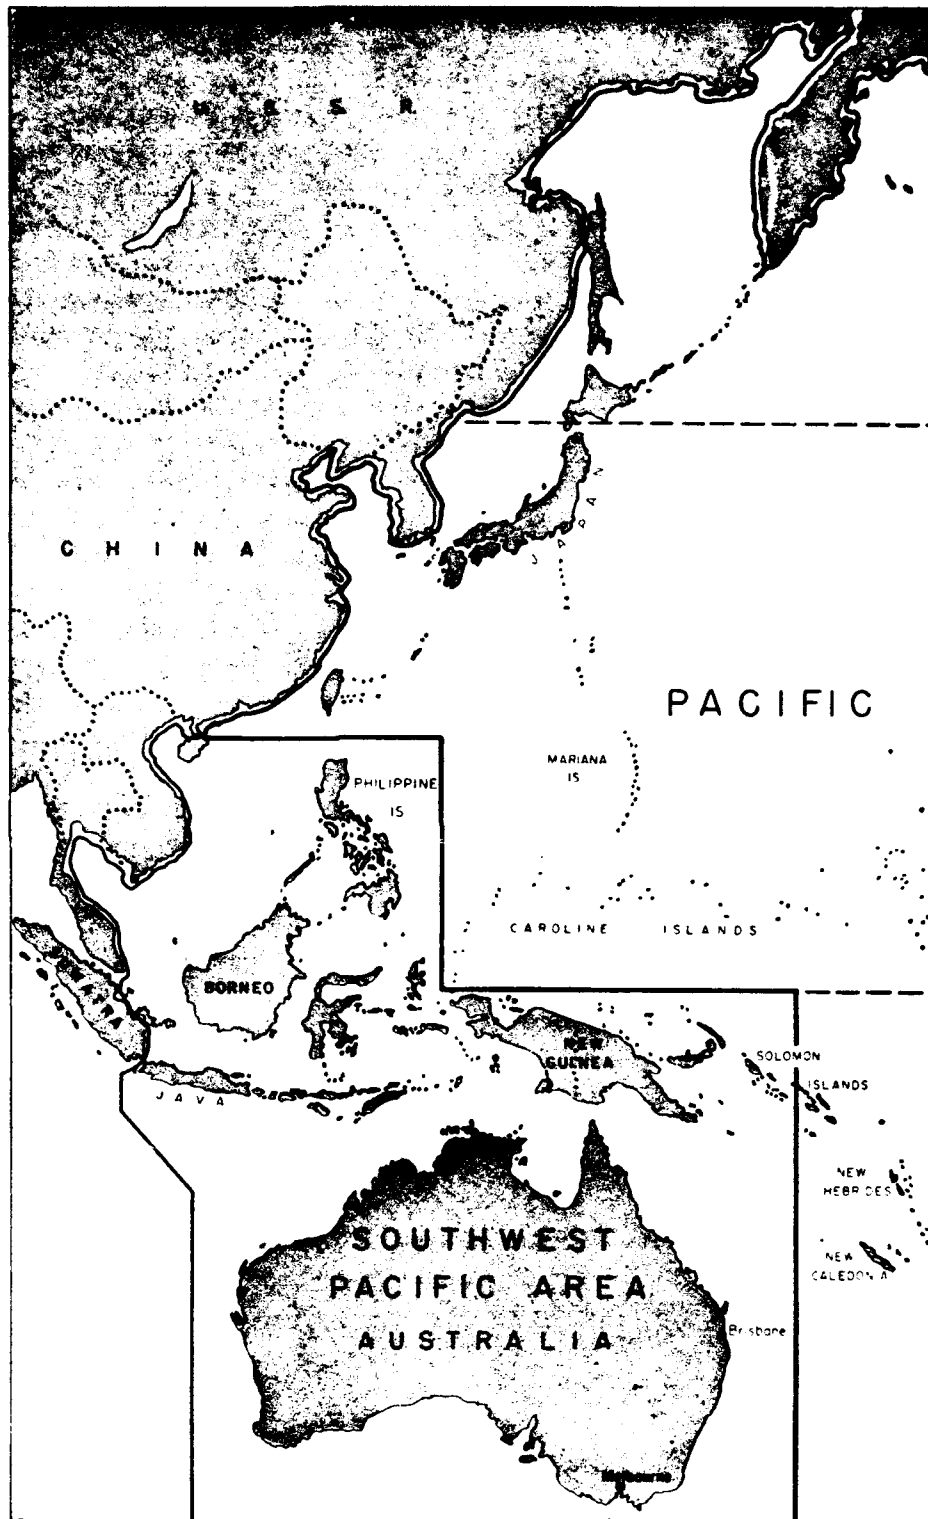 U S S R
JAPAN
CHINA
PACIFIC
MARIANA
IS
PHILIPPINE
IS
CAROLINE ISLANDS
SUMATRA
BORNEO
NEW
GUINEA
SOLOMON
ISLANDS
JAVA
NEW
HEBRIDES
SOUTHWEST
PACIFIC AREA
AUSTRALIA
NEW
CALEDONIA
Brisbane
Melbourne